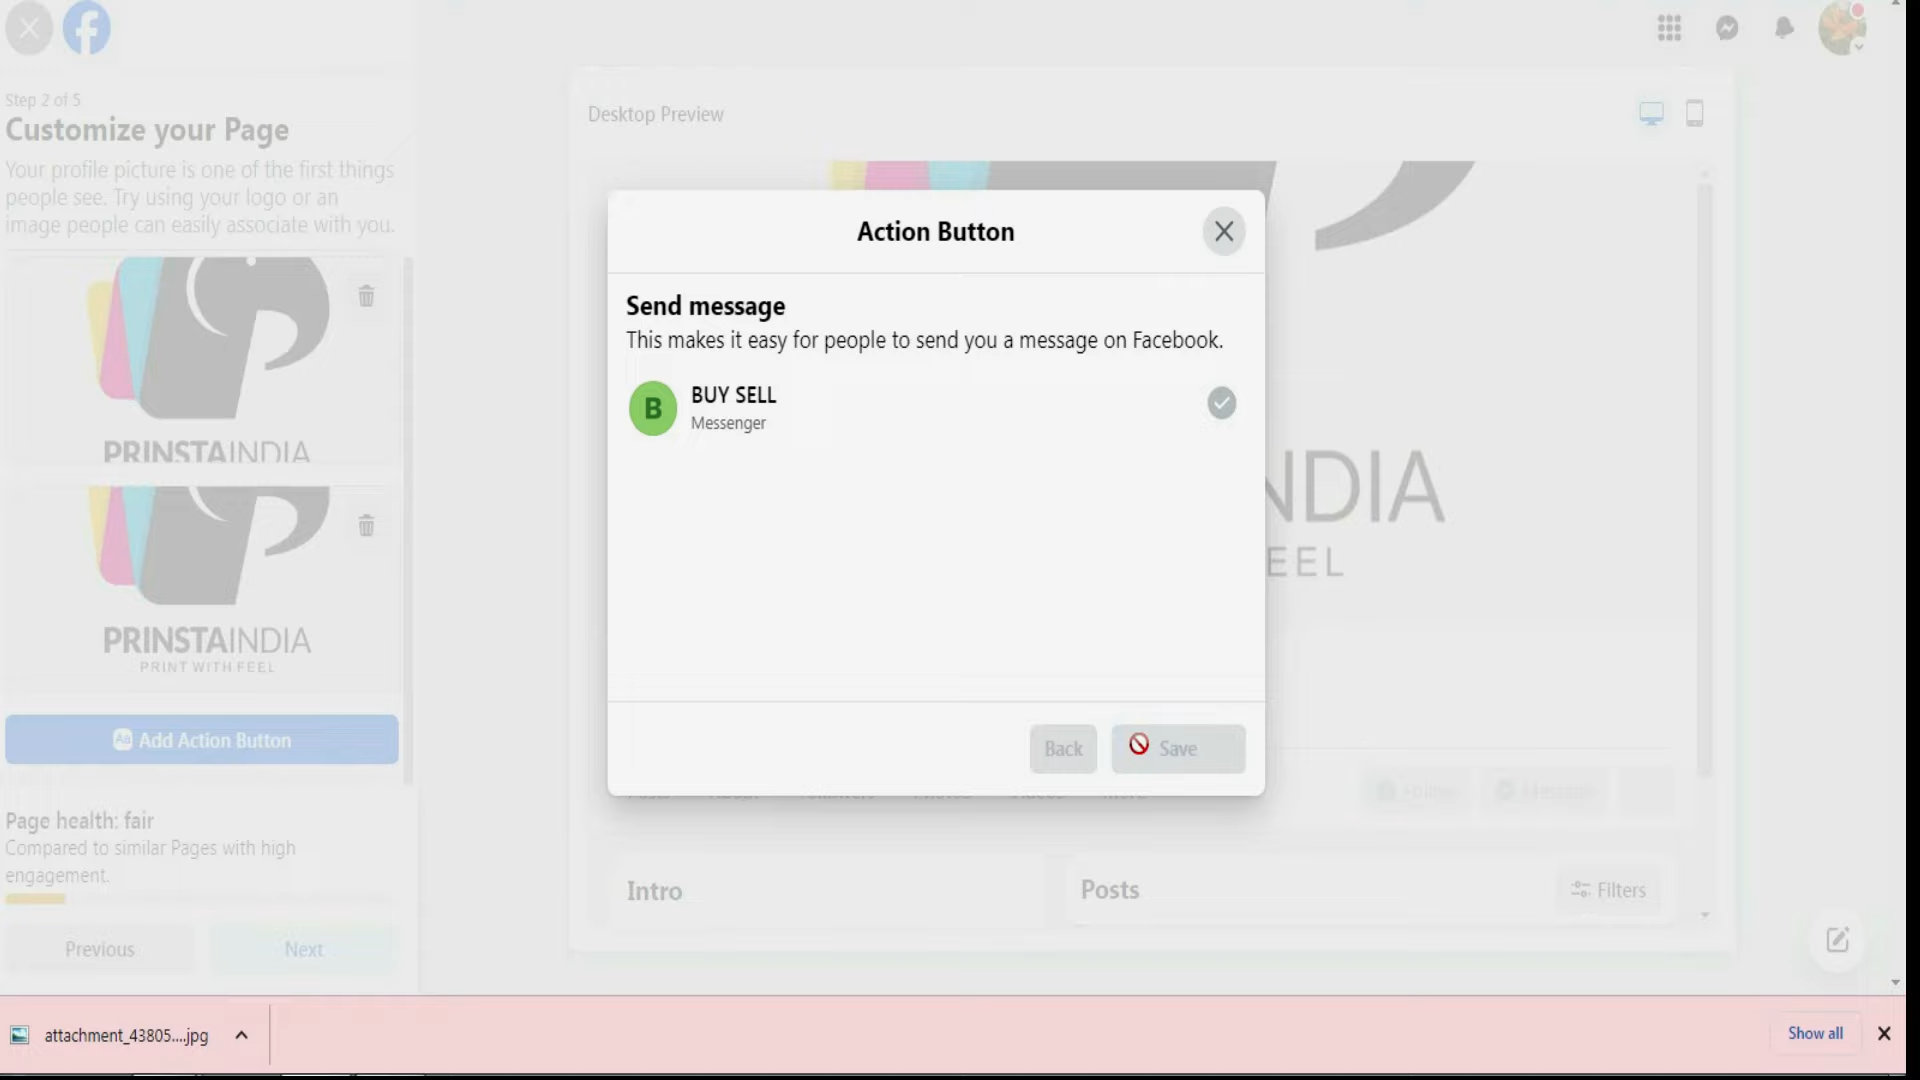 Step 2 of 5
Customize your Page
Your profile picture is one of the first things
people see. Try using your logo or an
image people can easily associate with you.
PRINSTAINDIA
PRINSTAINDIA
PRINT WITH FEEL
Add Action Button
Page health: fair
Compared to similar Pages with high
engagement.
Previous
Next
Desktop Preview
NDIA
EEL
Action Button
Send message
This makes it easy for people to send you a message on Facebook.
B
BUY SELL
Messenger
Back
Save
Intro
Posts
Filters
attachment_43805....jpg
Show all